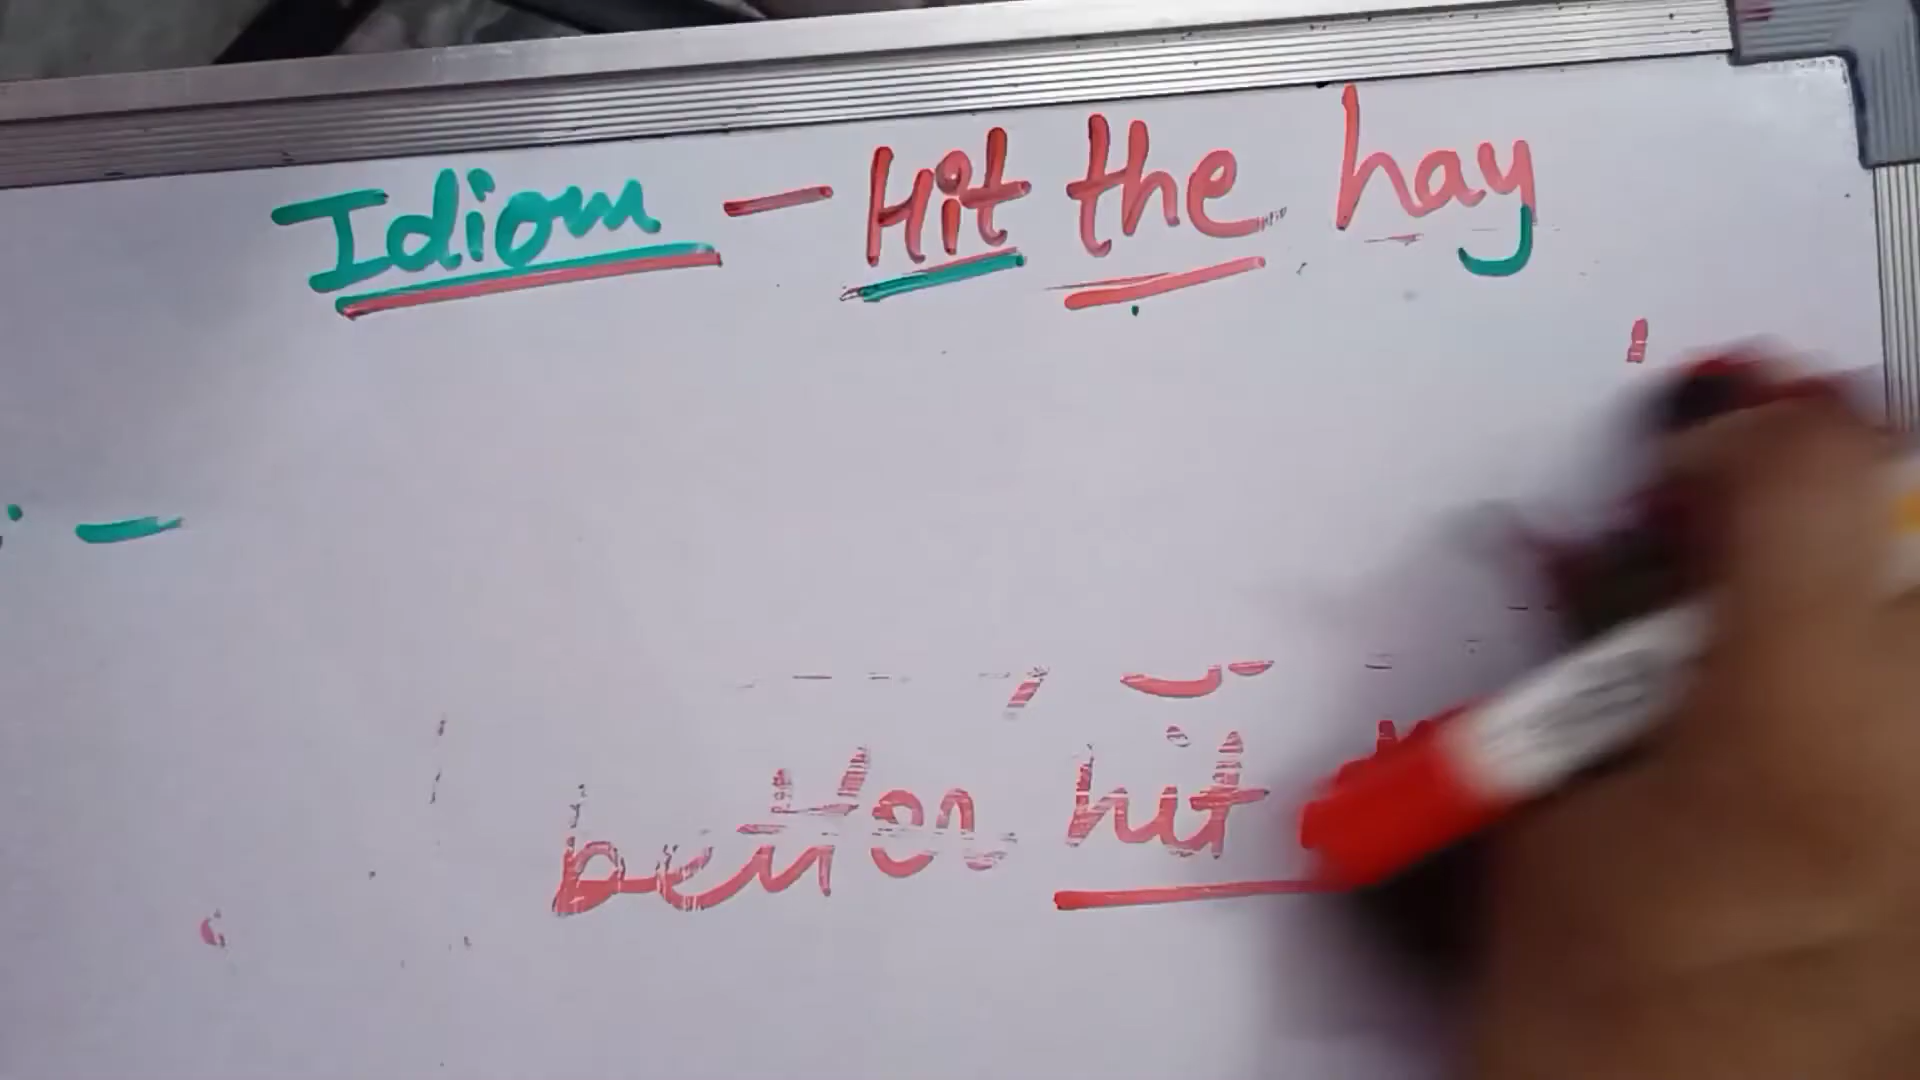 Idiom - Hit the hay
: -
better hit